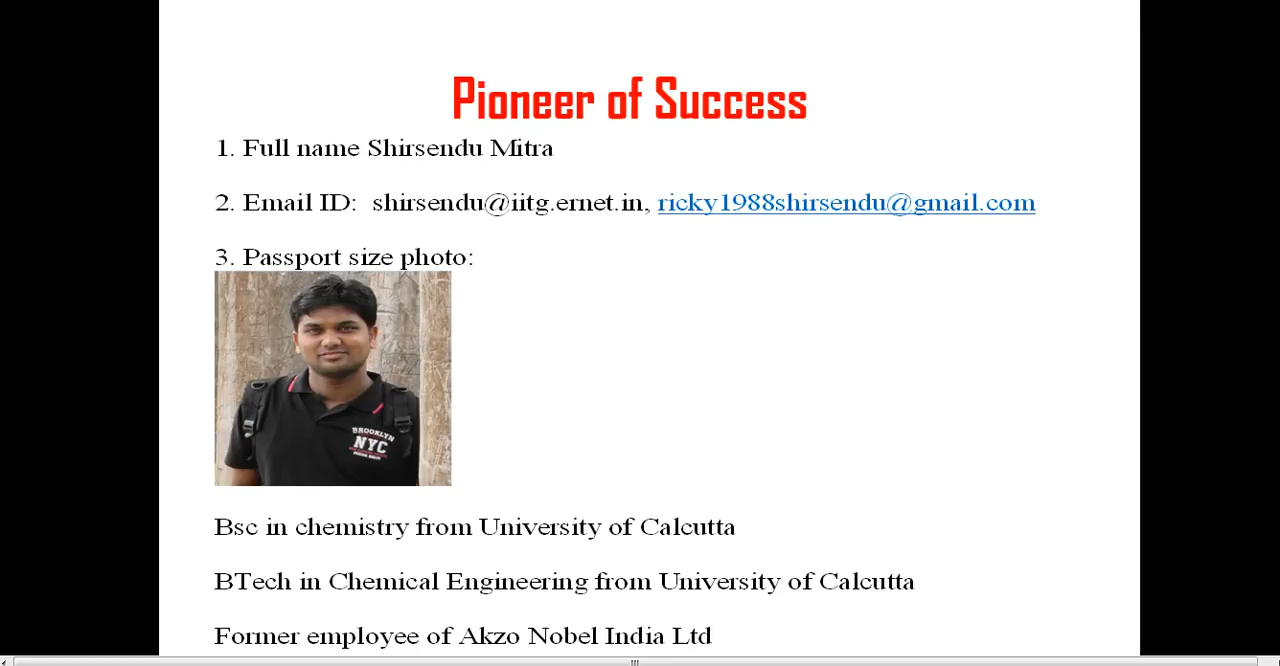 Pioneer of Success
1. Full name Shirsendu Mitra
2. Email ID: shirsendu@iitg.ernet.in, ricky1988shirsendu@gmail.com
3. Passport size photo:
BROOKLYN
NYC
Bsc in chemistry from University of Calcutta
BTech in Chemical Engineering from University of Calcutta
Former employee of Akzo Nobel India Ltd